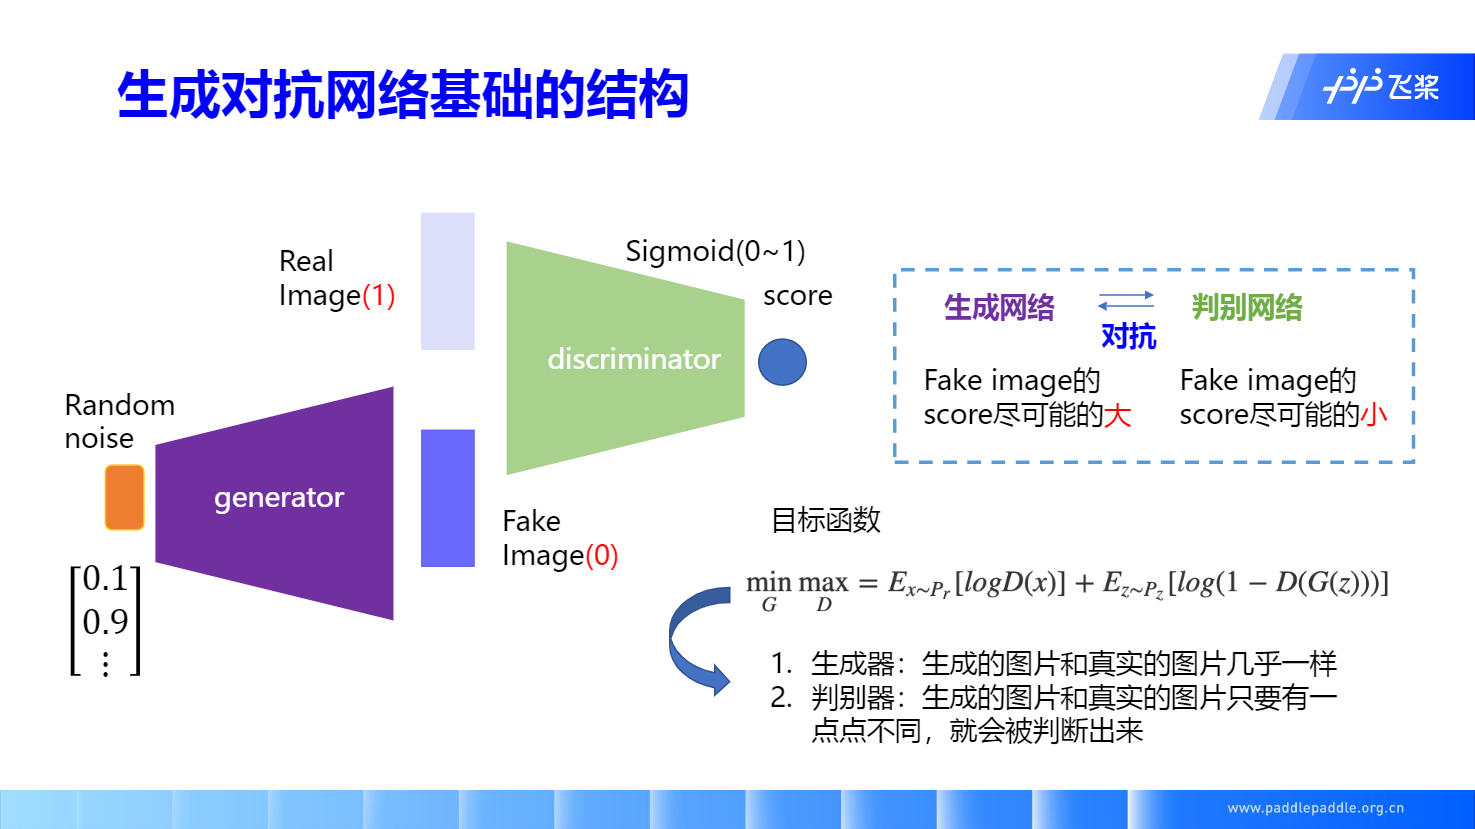 生成对抗网络基础的结构
飞桨
Real
Image(1)
Sigmoid(0~1)
score
discriminator
Random
noise
generator
Fake
Image(0)
[0.1
0.9
⋮]
生成网络
对抗
判别网络
Fake image的
score尽可能的大
Fake image的
score尽可能的小
目标函数
min_G max_D = E_{x~P_r}[logD(x)] + E_{z~P_z}[log(1 − D(G(z)))]
1. 生成器：生成的图片和真实的图片几乎一样
2. 判别器：生成的图片和真实的图片只要有一
点点不同，就会被判断出来
www.paddlepaddle.org.cn